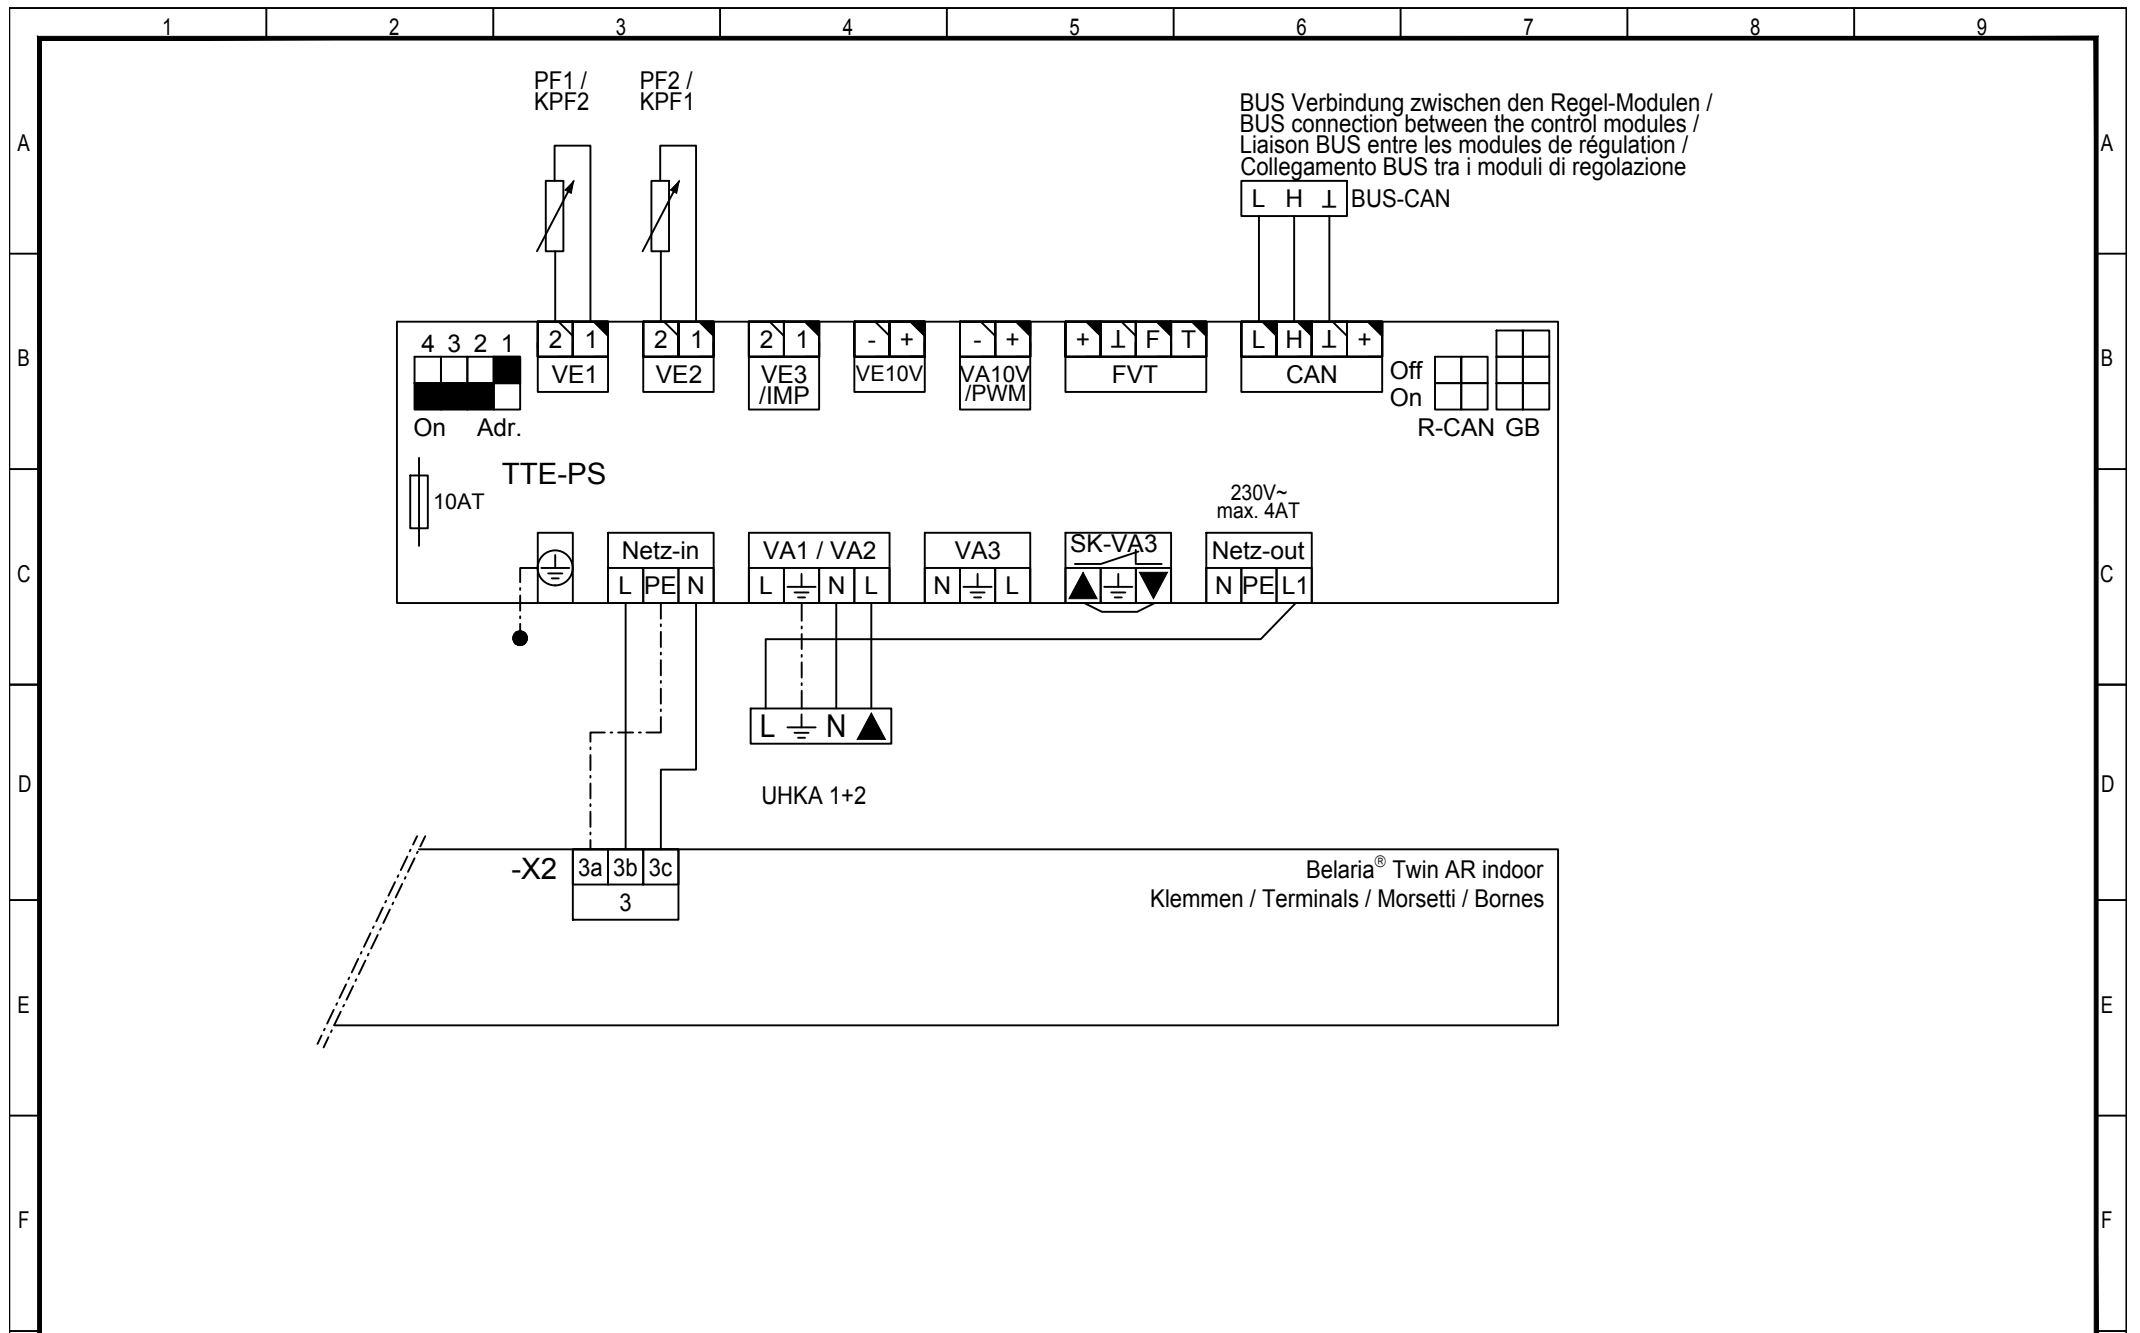 1 2 3 4 5 6 7 8 9
PF1 /
KPF2
PF2 /
KPF1
BUS Verbindung zwischen den Regel-Modulen /
BUS connection between the control modules /
Liaison BUS entre les modules de régulation /
Collegamento BUS tra i moduli di regolazione
A A
L H ⊥ BUS-CAN
4 3 2 1
2 1 2 1 2 1 - + - + + ⊥ F T L H ⊥ +
B B
VE1 VE2 VE3 VE10V VA10V FVT CAN Off
/IMP /PWM On
On Adr. R-CAN GB
TTE-PS
10AT
230V~
max. 4AT
Netz-in VA1 / VA2 VA3 SK-VA3 Netz-out
C C
L PE N L N L N L N PE L1
L N
D D
UHKA 1+2
-X2 3a 3b 3c
3
Belaria® Twin AR indoor
Klemmen / Terminals / Morsetti / Bornes
E E
F F